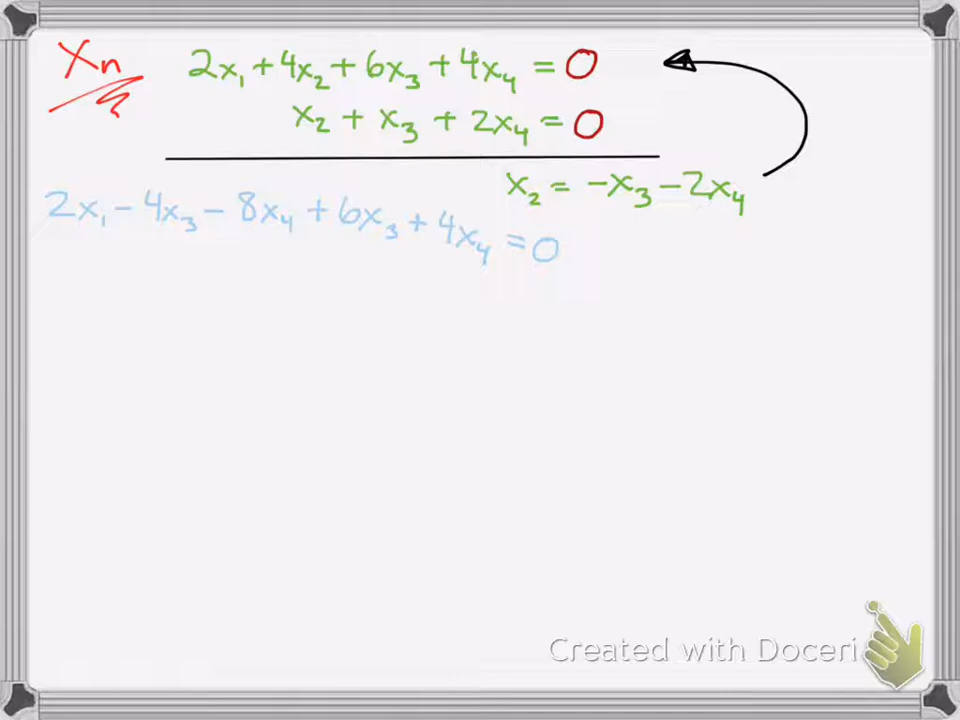 Xn
2x₁ + 4x₂ + 6x₃ + 4x₄ = 0
x₂ + x₃ + 2x₄ = 0
x₂ = -x₃ - 2x₄
2x₁ - 4x₃ - 8x₄ + 6x₃ + 4x₄ = 0
Created with Doceri